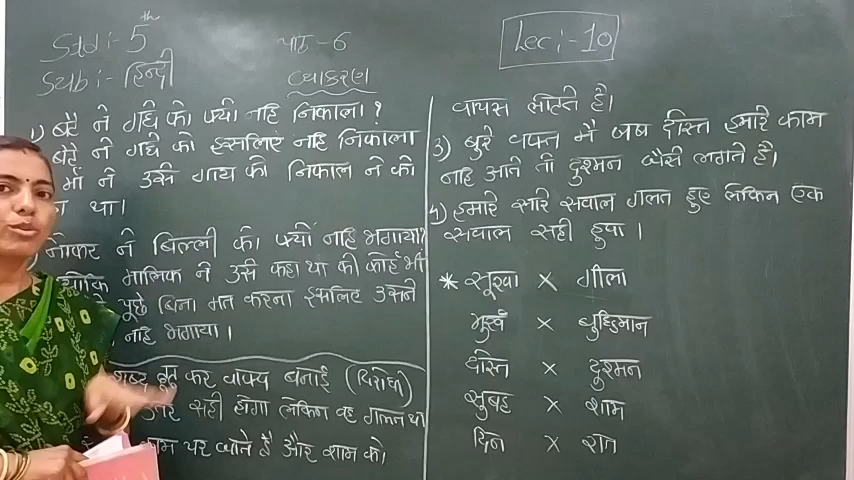 Std:- 5th
पाठ - 6
Lec:- 10
Sub:- हिन्दी
व्याकरण
1) बेटे ने गधे को क्यों नहि निकाला?
बेटे ने गधे को इसलिए नहि निकाला
माँ ने उसे गाय को निकाल ने को
था।
नोकर ने बिल्ली को क्यों नहि भगाया?
मालिक ने उसे कहा था की कोई भी
पूछे बिना मत करना इसलिए उसने
नहि भगाया।
शब्द ढूंढ कर वाक्य बनाई (विरोधी)
सही होगा लेकिन वह गलत था
काम पर जाते है और शाम को।
वापस लौटते है।
3) बुरे वक्त में जब दोस्त हमारे काम
नहि आते तो दुश्मन जैसे लगते है।
4) हमारे सारे सवाल गलत हुए लेकिन एक
सवाल सही हुवा।
* सूखा × गीला
मुर्ख × बुध्धिमान
दोस्त × दुश्मन
सुबह × शाम
दिन × रात